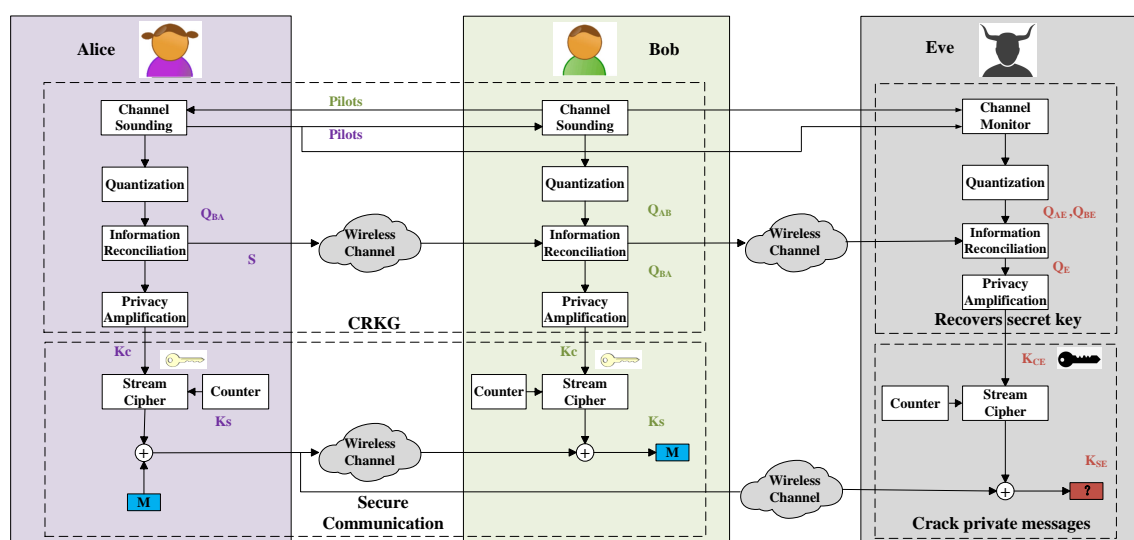 Alice
Bob
Eve
Pilots
Pilots
Channel
Sounding
Channel
Sounding
Channel
Monitor
Quantization
Quantization
Quantization
QBA
QAB
QAE ,QBE
Information
Reconciliation
S
Wireless
Channel
Information
Reconciliation
Wireless
Channel
Information
Reconciliation
QBA
QE
Privacy
Amplification
Privacy
Amplification
Privacy
Amplification
CRKG
Recovers secret key
Kc
Kc
KCE
Stream
Cipher
Counter
Counter
Stream
Cipher
Counter
Stream
Cipher
Ks
Ks
Wireless
Channel
M
KSE
Wireless
Channel
M
?
Secure
Communication
Crack private messages